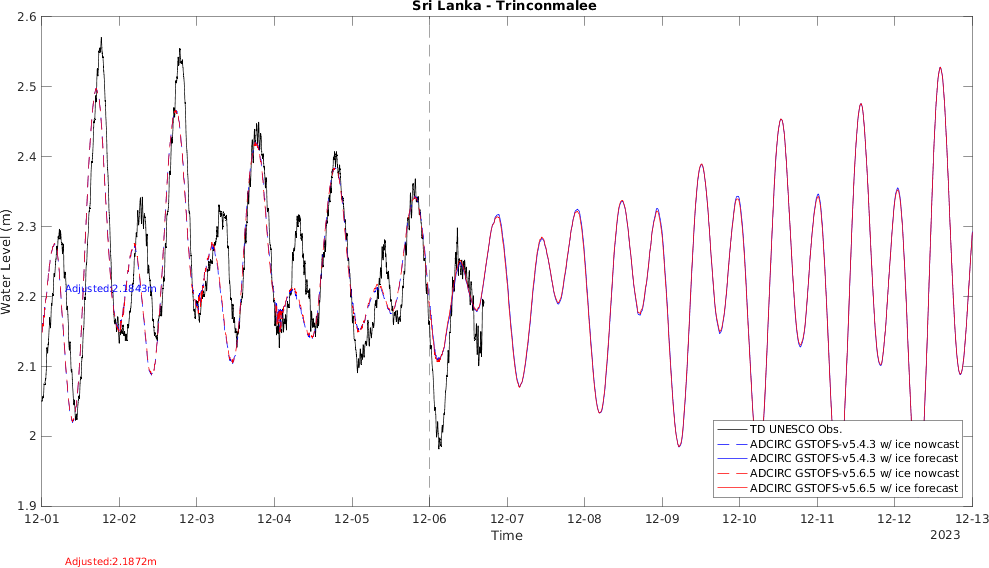 Sri Lanka - Trinconmalee
2.6
2.5
2.4
2.3
2.2
2.1
2
1.9
Water Level (m)
Adjusted:2.1843m
TD UNESCO Obs.
ADCIRC GSTOFS-v5.4.3 w/ ice nowcast
ADCIRC GSTOFS-v5.4.3 w/ ice forecast
ADCIRC GSTOFS-v5.6.5 w/ ice nowcast
ADCIRC GSTOFS-v5.6.5 w/ ice forecast
12-01 12-02 12-03 12-04 12-05 12-06 12-07 12-08 12-09 12-10 12-11 12-12 12-13
Time
2023
Adjusted:2.1872m